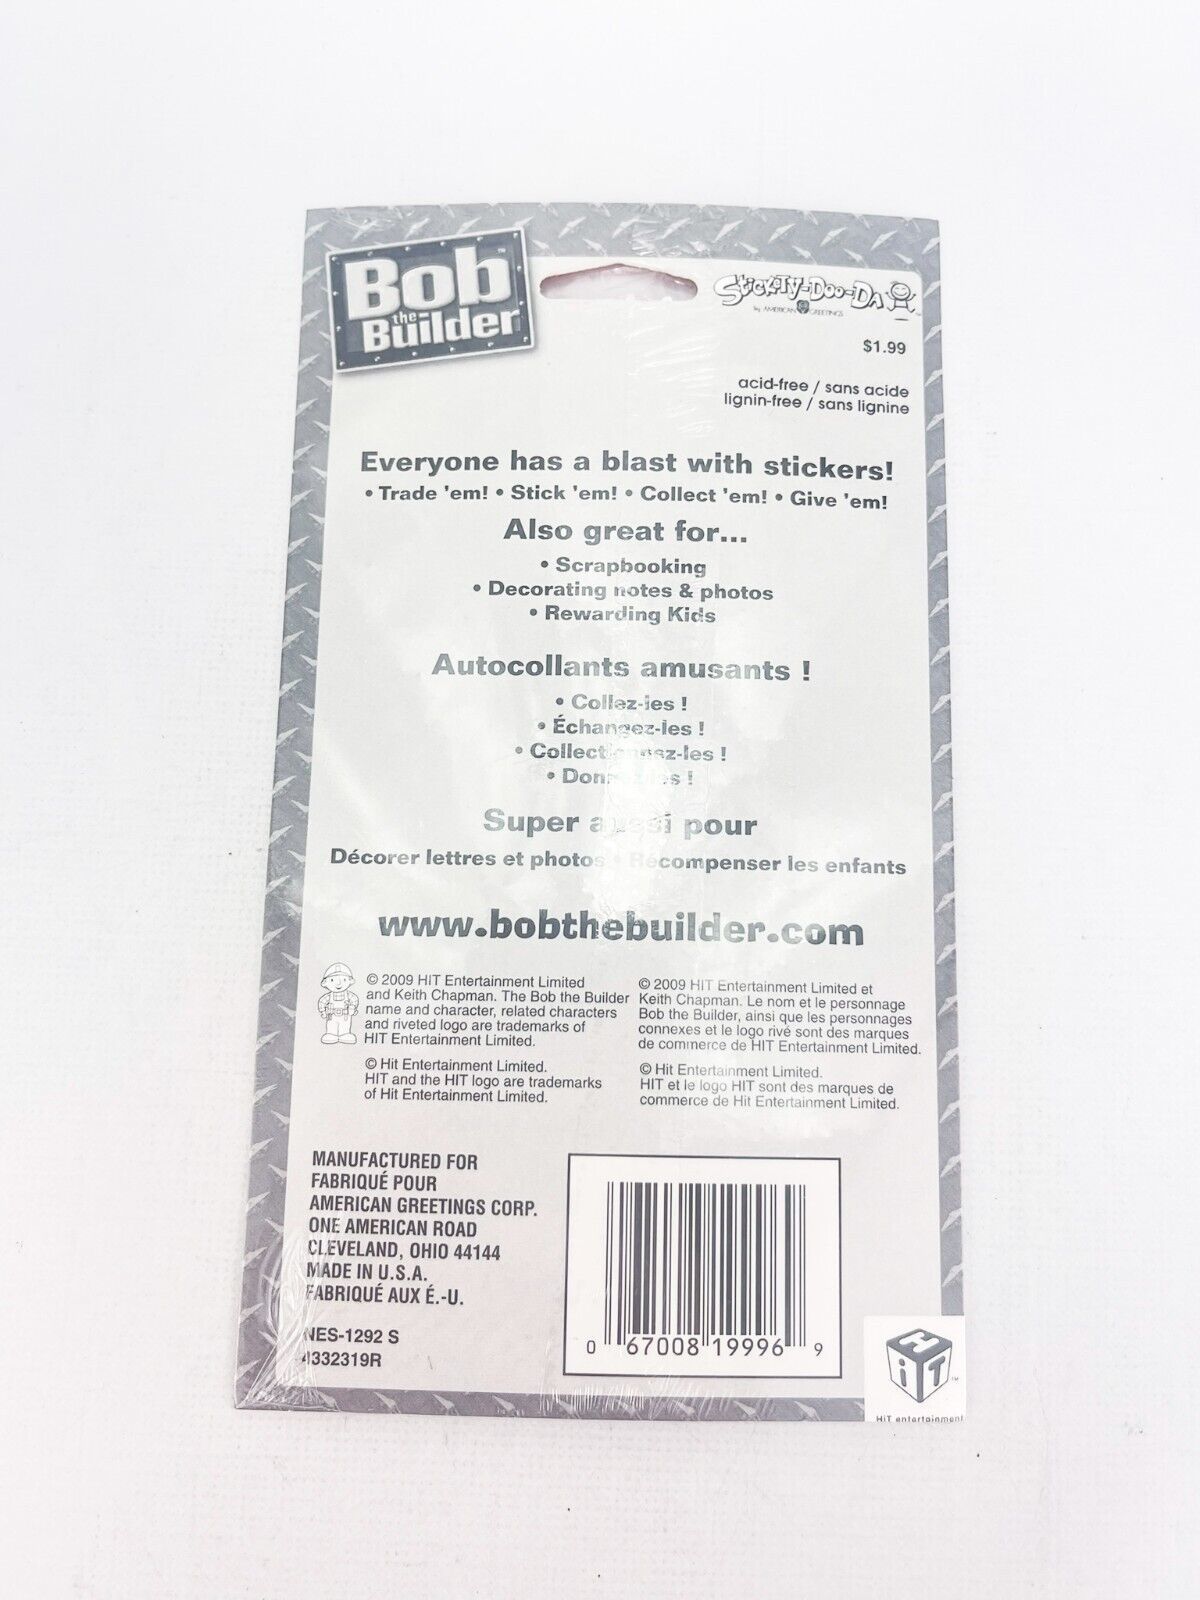 Bob
the
Builder™
Stickety-Doo-Da™
by AMERICAN GREETINGS
$1.99
acid-free / sans acide
lignin-free / sans lignine
Everyone has a blast with stickers!
• Trade 'em! • Stick 'em! • Collect 'em! • Give 'em!
Also great for...
• Scrapbooking
• Decorating notes & photos
• Rewarding Kids
Autocollants amusants !
• Collez-les !
• Échangez-les !
• Collectionnez-les !
• Donnez-les !
Super aussi pour
Décorer lettres et photos • Récompenser les enfants
www.bobthebuilder.com
© 2009 HIT Entertainment Limited
and Keith Chapman. The Bob the Builder
name and character, related characters
and riveted logo are trademarks of
HIT Entertainment Limited.
© Hit Entertainment Limited.
HIT and the HIT logo are trademarks
of Hit Entertainment Limited.
© 2009 HIT Entertainment Limited et
Keith Chapman. Le nom et le personnage
Bob the Builder, ainsi que les personnages
connexes et le logo rivé sont des marques
de commerce de HIT Entertainment Limited.
© Hit Entertainment Limited.
HIT et le logo HIT sont des marques de
commerce de Hit Entertainment Limited.
MANUFACTURED FOR
FABRIQUÉ POUR
AMERICAN GREETINGS CORP.
ONE AMERICAN ROAD
CLEVELAND, OHIO 44144
MADE IN U.S.A.
FABRIQUÉ AUX É.-U.
NES-1292 S
4332319R
0 67008 19996 9
HiT™
HiT entertainment